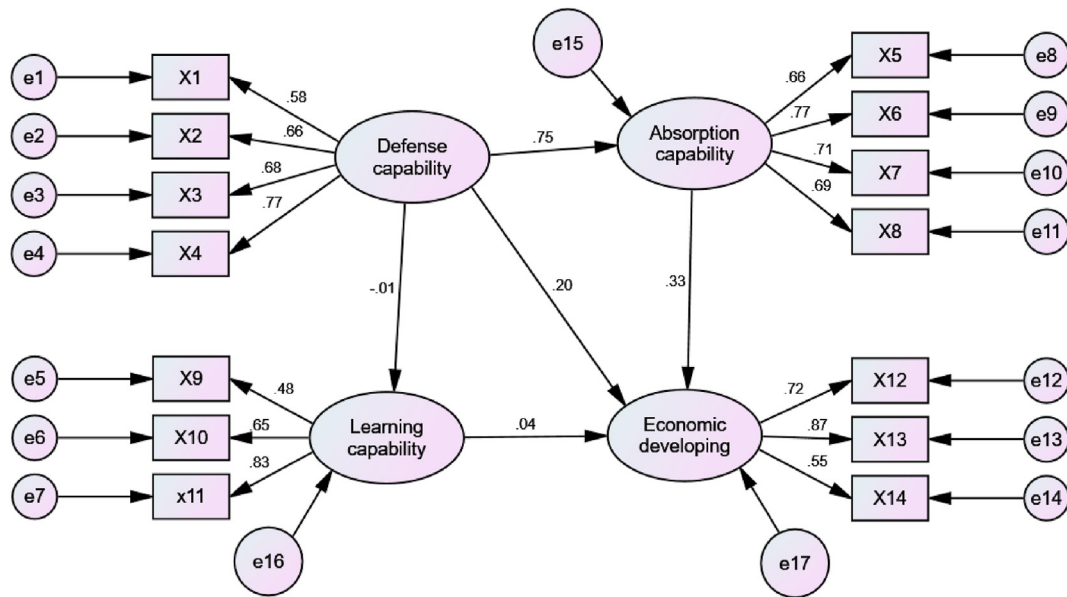 e1
X1
e2
X2
e3
X3
e4
X4
.58
.66
.68
.77
Defense
capability
.75
e15
Absorption
capability
.66
.77
.71
.69
X5
e8
X6
e9
X7
e10
X8
e11
-.01
.20
.33
e5
X9
e6
X10
e7
x11
.48
.65
.83
Learning
capability
e16
.04
Economic
developing
e17
.72
.87
.55
X12
e12
X13
e13
X14
e14